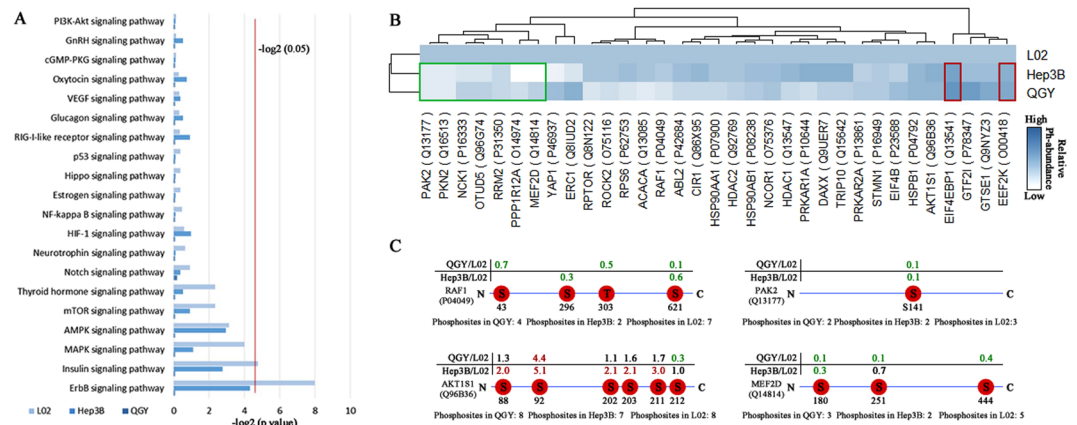 A
PI3K-Akt signaling pathway
GnRH signaling pathway
cGMP-PKG signaling pathway
Oxytocin signaling pathway
VEGF signaling pathway
Glucagon signaling pathway
RIG-I-like receptor signaling pathway
p53 signaling pathway
Hippo signaling pathway
Estrogen signaling pathway
NF-kappa B signaling pathway
HIF-1 signaling pathway
Neurotrophin signaling pathway
Notch signaling pathway
Thyroid hormone signaling pathway
mTOR signaling pathway
AMPK signaling pathway
MAPK signaling pathway
Insulin signaling pathway
ErbB signaling pathway
-log2 (0.05)
0 2 4 6 8 10
L02 Hep3B QGY
-log2 (p value)
B
L02
Hep3B
QGY
PAK2 ( Q13177 )
PKN2 ( Q16513 )
NCK1 ( P16333 )
OTUD5 ( Q96G74 )
RRM2 ( P31350 )
PPP1R12A ( O14974 )
MEF2D ( Q14814 )
YAP1 ( P46937 )
ERC1 ( Q8IUD2 )
RPTOR ( Q8N122 )
ROCK2 ( O75116 )
RPS6 ( P62753 )
ACACA ( Q13085 )
RAF1 ( P04049 )
ABL2 ( P42684 )
CIR1 ( Q86X95 )
HSP90AA1 ( P07900 )
HDAC2 ( Q92769 )
HSP90AB1 ( P08238 )
NCOR1 ( O75376 )
HDAC1 ( Q13547 )
PRKAR1A ( P10644 )
DAXX ( Q9UER7 )
TRIP10 ( Q15642 )
PRKAR2A ( P13861 )
STMN1 ( P16949 )
EIF4B ( P23588 )
HSPB1 ( P04792 )
AKT1S1 ( Q96B36 )
EIF4EBP1 ( Q13541 )
GTF2I ( P78347 )
GTSE1 ( Q9NYZ3 )
EEF2K ( O00418 )
High
Relative
Ph-abundance
Low
C
QGY/L02 0.7 0.5 0.1
Hep3B/L02 0.3 0.6
RAF1 N S S T S C
(P04049) 43 296 303 621
Phosphosites in QGY: 4 Phosphosites in Hep3B: 2 Phosphosites in L02: 7
QGY/L02 0.1
Hep3B/L02 0.1
PAK2 N S C
(Q13177) S141
Phosphosites in QGY: 2 Phosphosites in Hep3B: 2 Phosphosites in L02:3
QGY/L02 1.3 4.4 1.1 1.6 1.7 0.3
Hep3B/L02 2.0 5.1 2.1 2.1 3.0 1.0
AKT1S1 N S S S S S S C
(Q96B36) 88 92 202 203 211 212
Phosphosites in QGY: 8 Phosphosites in Hep3B: 7 Phosphosites in L02: 8
QGY/L02 0.1 0.1 0.4
Hep3B/L02 0.3 0.7
MEF2D N S S S C
(Q14814) 180 251 444
Phosphosites in QGY: 3 Phosphosites in Hep3B: 2 Phosphosites in L02: 5